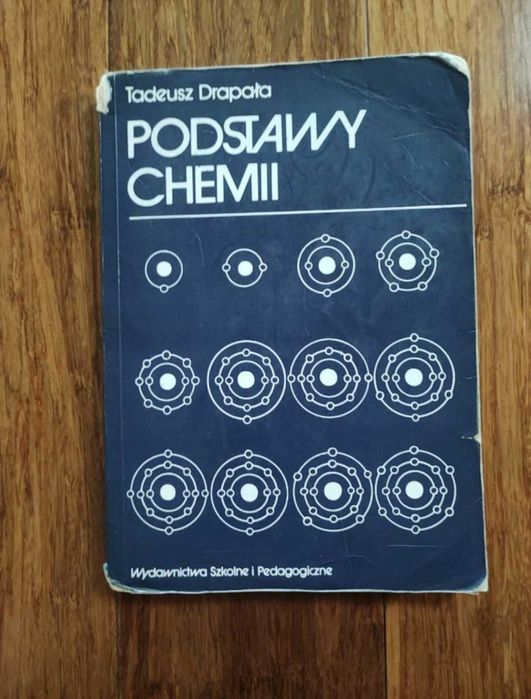 Tadeusz Drapała
PODSTAWY
CHEMII
Wydawnictwa Szkolne i Pedagogiczne